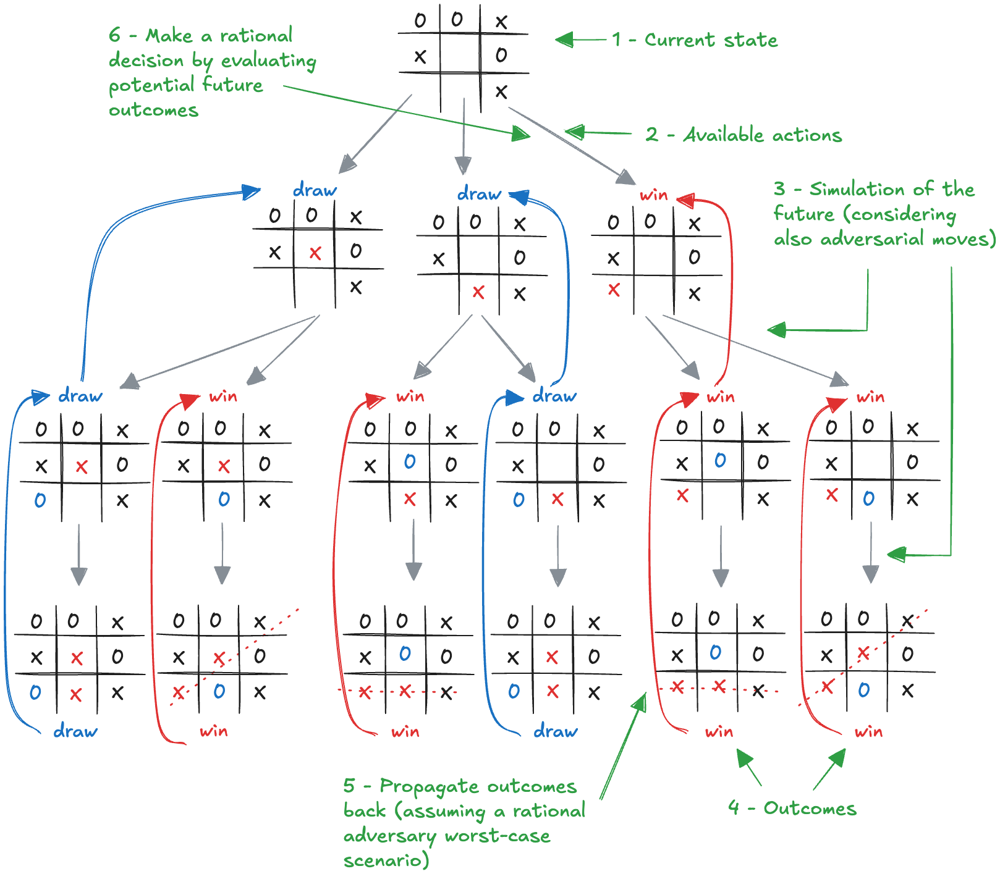 O O X
6 - Make a rational
decision by evaluating
potential future
outcomes
1 - Current state
X O
X
2 - Available actions
draw
draw
win
3 - Simulation of the
future (considering
also adversarial moves)
O O X
X X O
X
O O X
X O
X X
O O X
X O
X X
draw
win
win
draw
win
win
O O X
X X O
O X
O O X
X X O
O X
O O X
X O O
X X
O O X
X O
O X X
O O X
X O O
X X
O O X
X O
X O X
O O X
X X O
O X X
O O X
X X O
X O X
O O X
X O O
X X X
O O X
X X O
O X X
O O X
X O O
X X X
O O X
X X O
X O X
draw
win
win
draw
win
win
5 - Propagate outcomes
back (assuming a rational
adversary worst-case
scenario)
4 - Outcomes